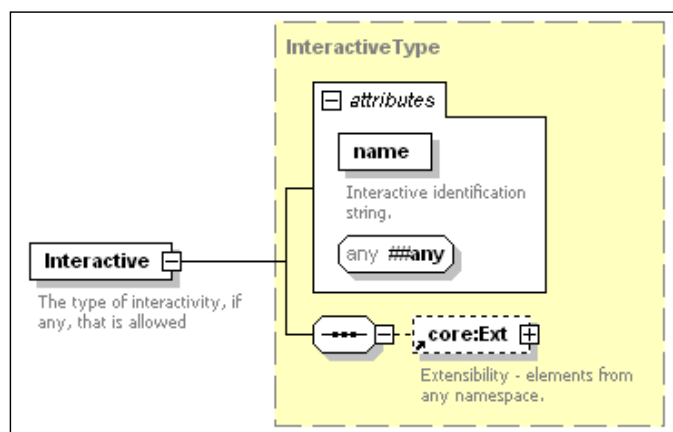 InteractiveType
attributes
name
Interactive identification
string.
any ##any
Interactive
The type of interactivity, if
any, that is allowed
core:Ext
Extensibility - elements from
any namespace.